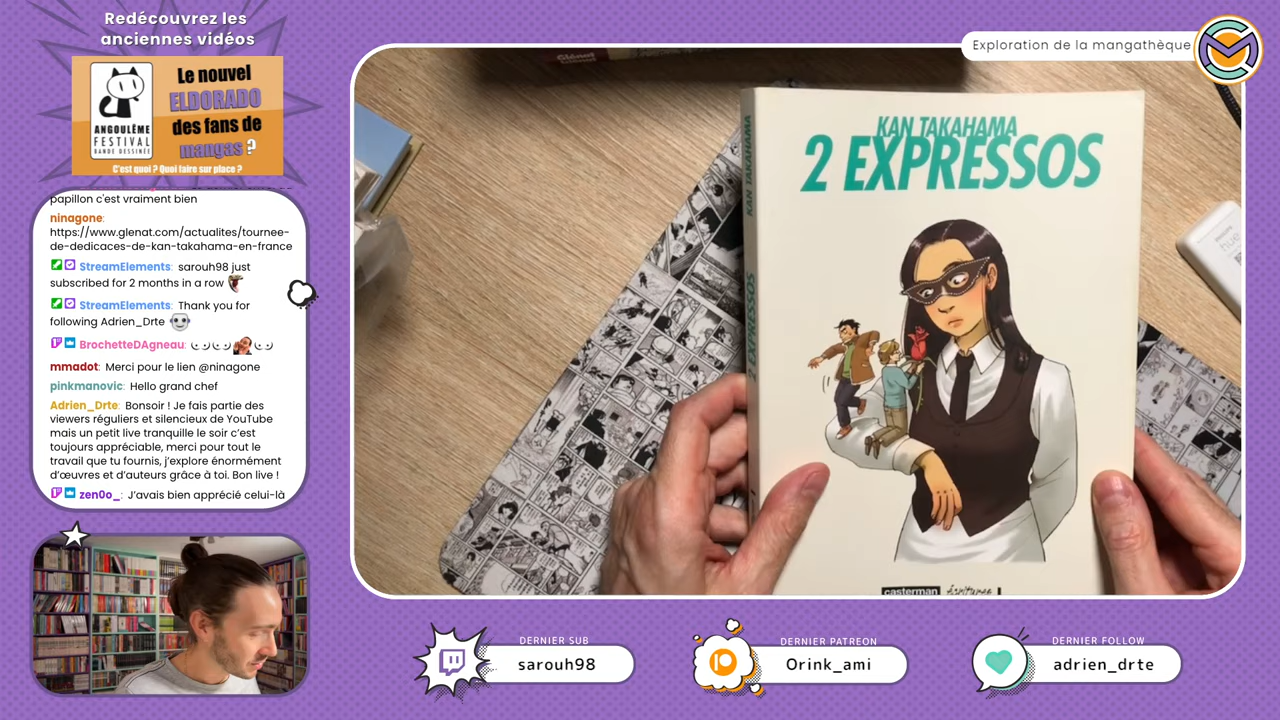 Redécouvrez les
anciennes vidéos
ANGOULÊME
FESTIVAL
BANDE DESSINÉE
Le nouvel
ELDORADO
des fans de
mangas ?
C'est quoi ? Quoi faire sur place ?
papillon c'est vraiment bien
ninagone:
https://www.glenat.com/actualites/tournee-
de-dedicaces-de-kan-takahama-en-france
StreamElements: sarouh98 just
subscribed for 2 months in a row
StreamElements: Thank you for
following Adrien_Drte
BrochetteDAgneau:
mmadot: Merci pour le lien @ninagone
pinkmanovic: Hello grand chef
Adrien_Drte: Bonsoir ! Je fais partie des
viewers réguliers et silencieux de YouTube
mais un petit live tranquille le soir c'est
toujours appréciable, merci pour tout le
travail que tu fournis, j'explore énormément
d'œuvres et d'auteurs grâce à toi. Bon live !
zen0o_: J'avais bien apprécié celui-là
Exploration de la mangathèque
Glénat
KAN TAKAHAMA
2 EXPRESSOS
KAN TAKAHAMA
2 EXPRESSOS
casterman écritures
hue
DERNIER SUB
sarouh98
DERNIER PATREON
Orink_ami
DERNIER FOLLOW
adrien_drte